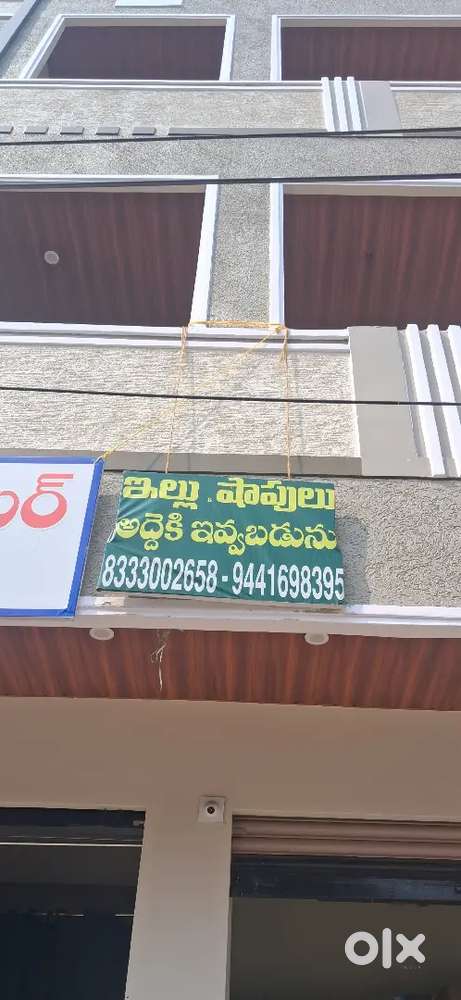 ఇల్లు & షాపులు
అద్దెకి ఇవ్వబడును
8333002658 - 9441698395
olx